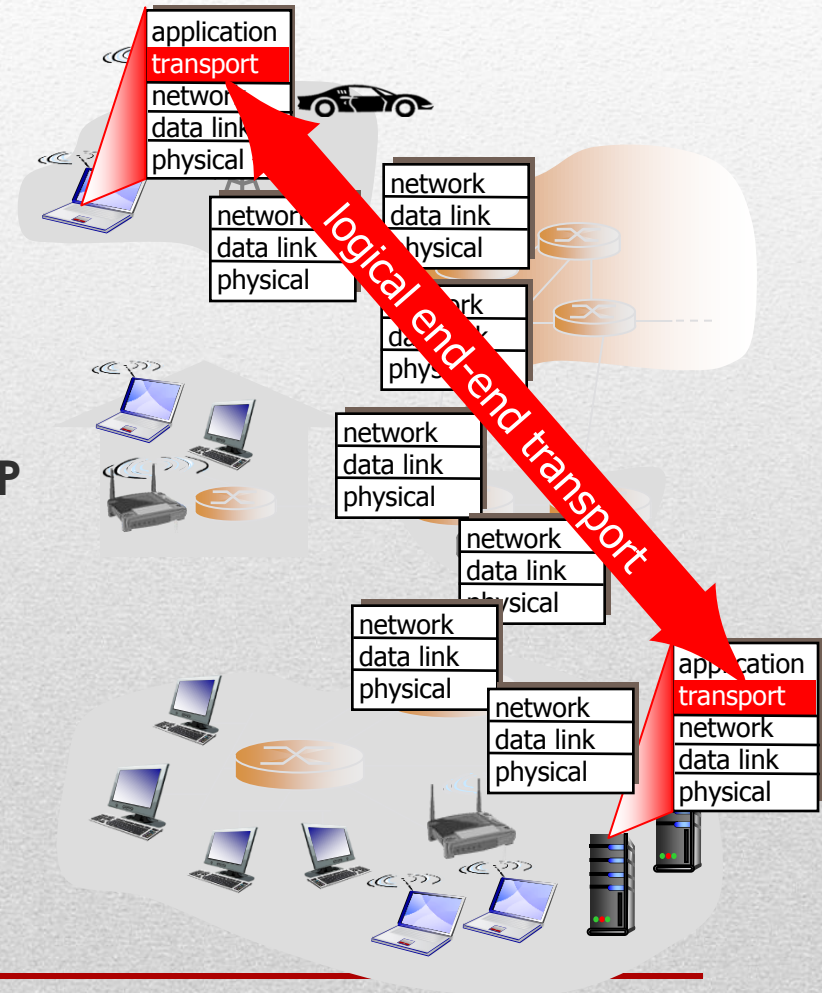 application
transport
network
data link
physical
network
data link
physical
network
data link
physical
physical
logical end-end transport
network
data link
physical
P
network
data link
physical
network
data link
physical
network
data link
physical
application
transport
network
data link
physical